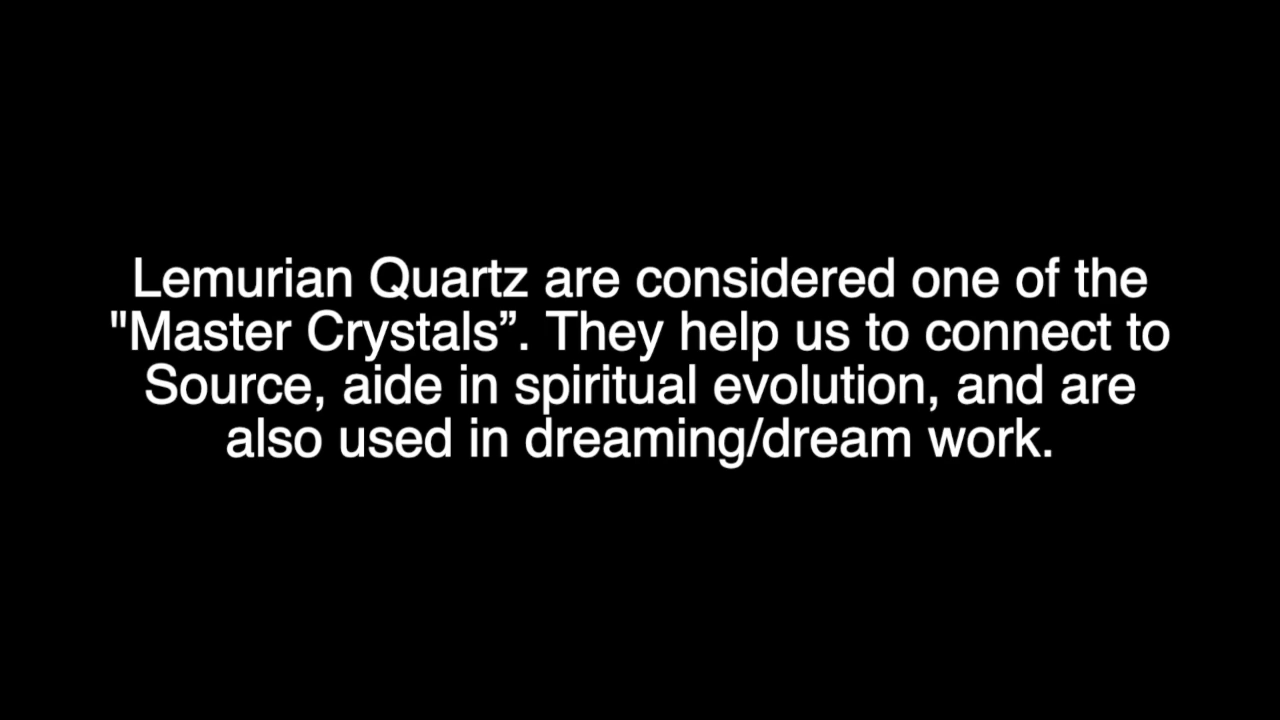 Lemurian Quartz are considered one of the
"Master Crystals”. They help us to connect to
Source, aide in spiritual evolution, and are
also used in dreaming/dream work.